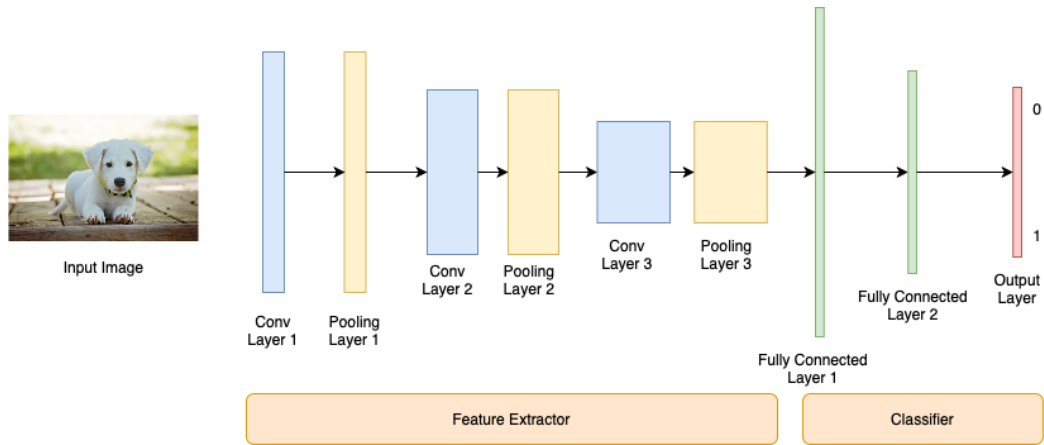 Input Image
Conv
Layer 1
Pooling
Layer 1
Conv
Layer 2
Pooling
Layer 2
Conv
Layer 3
Pooling
Layer 3
Fully Connected
Layer 1
Fully Connected
Layer 2
0
1
Output
Layer
Feature Extractor
Classifier